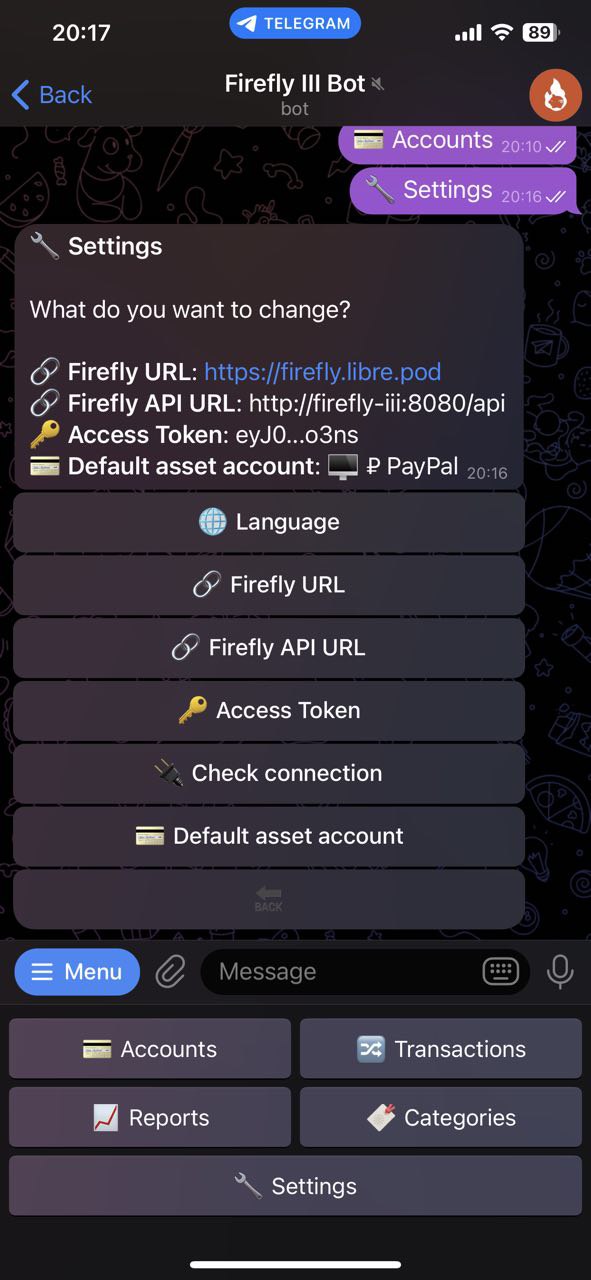 20:17
TELEGRAM
89
Back
Firefly III Bot
bot
💳 Accounts 20:10
🔧 Settings 20:16
🔧 Settings
What do you want to change?
🔗 Firefly URL: https://firefly.libre.pod
🔗 Firefly API URL: http://firefly-iii:8080/api
🔑 Access Token: eyJ0...o3ns
💳 Default asset account: 🖥️ ₽ PayPal 20:16
🌐 Language
🔗 Firefly URL
🔗 Firefly API URL
🔑 Access Token
🔌 Check connection
💳 Default asset account
🔙 BACK
Menu
Message
💳 Accounts
🔀 Transactions
📈 Reports
🏷️ Categories
🔧 Settings